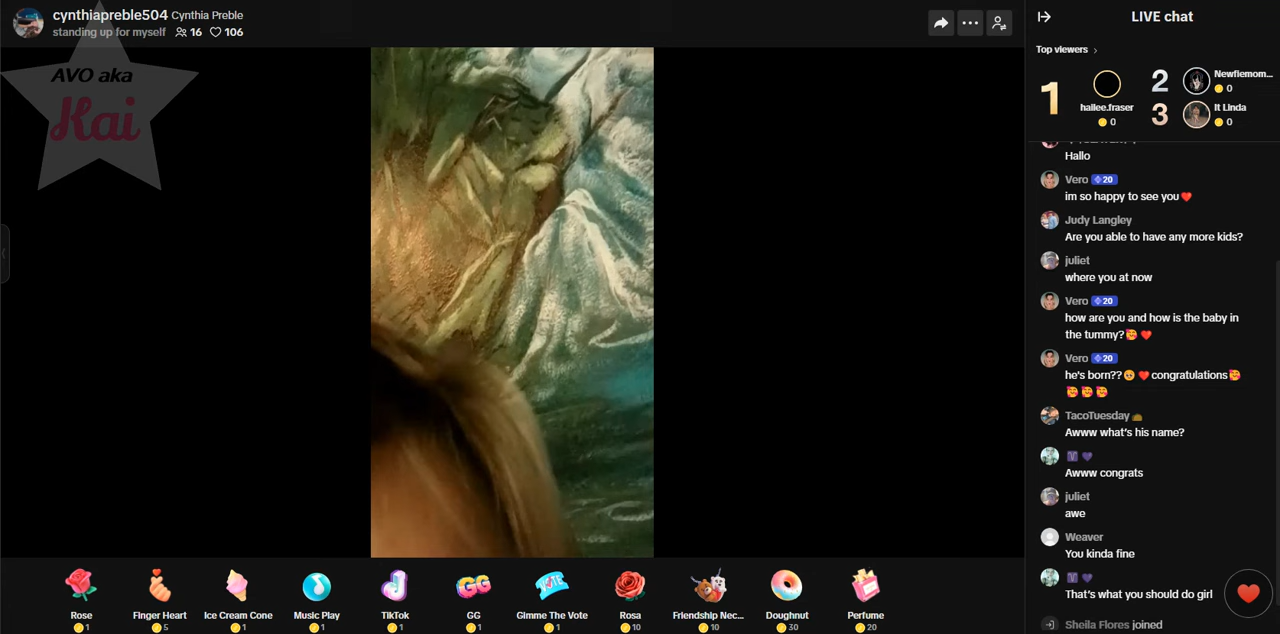 cynthiapreble504 Cynthia Preble
standing up for myself 16 106
AVO aka
Kai
LIVE chat
Top viewers
1
hailee.fraser
0
2
Newfiemom...
0
3
It Linda
0
Hallo
Vero 20
im so happy to see you❤️
Judy Langley
Are you able to have any more kids?
juliet
where you at now
Vero 20
how are you and how is the baby in
the tummy?🥰 ❤️
Vero 20
he's born??🥹 ❤️congratulations🥰
🥰 🥰 🥰
TacoTuesday 🌮
Awww what's his name?
V 💜
Awww congrats
juliet
awe
Weaver
You kinda fine
V 💜
That's what you should do girl
Sheila Flores joined
Rose
1
Finger Heart
5
Ice Cream Cone
1
Music Play
1
TikTok
1
GG
GG
1
Gimme The Vote
1
Rosa
10
Friendship Nec...
10
Doughnut
30
Perfume
20